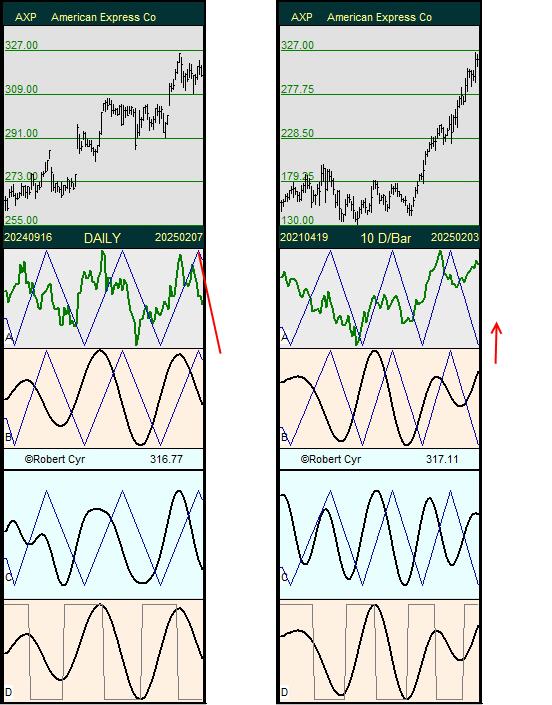 AXP American Express Co
327.00
309.00
291.00
273.00
255.00
20240916 DAILY 20250207
A
B
©Robert Cyr 316.77
C
D
AXP American Express Co
327.00
277.75
228.50
179.25
130.00
20210419 10 D/Bar 20250203
A
B
©Robert Cyr 317.11
C
D